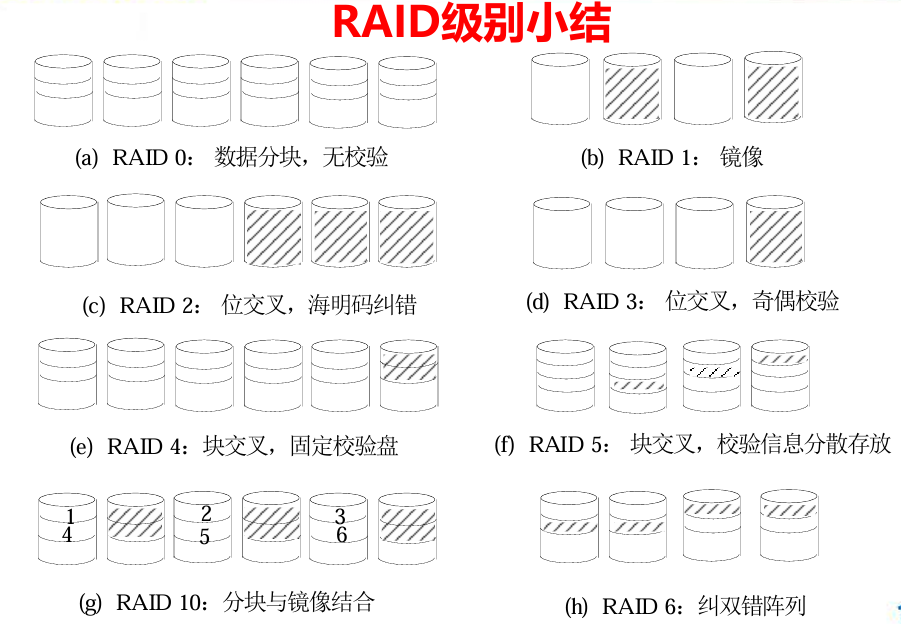 RAID级别小结
(a) RAID 0： 数据分块，无校验
(b) RAID 1： 镜像
(c) RAID 2： 位交叉，海明码纠错
(d) RAID 3： 位交叉，奇偶校验
(e) RAID 4：块交叉，固定校验盘
(f) RAID 5： 块交叉，校验信息分散存放
1 2 3
4 5 6
(g) RAID 10：分块与镜像结合
(h) RAID 6：纠双错阵列